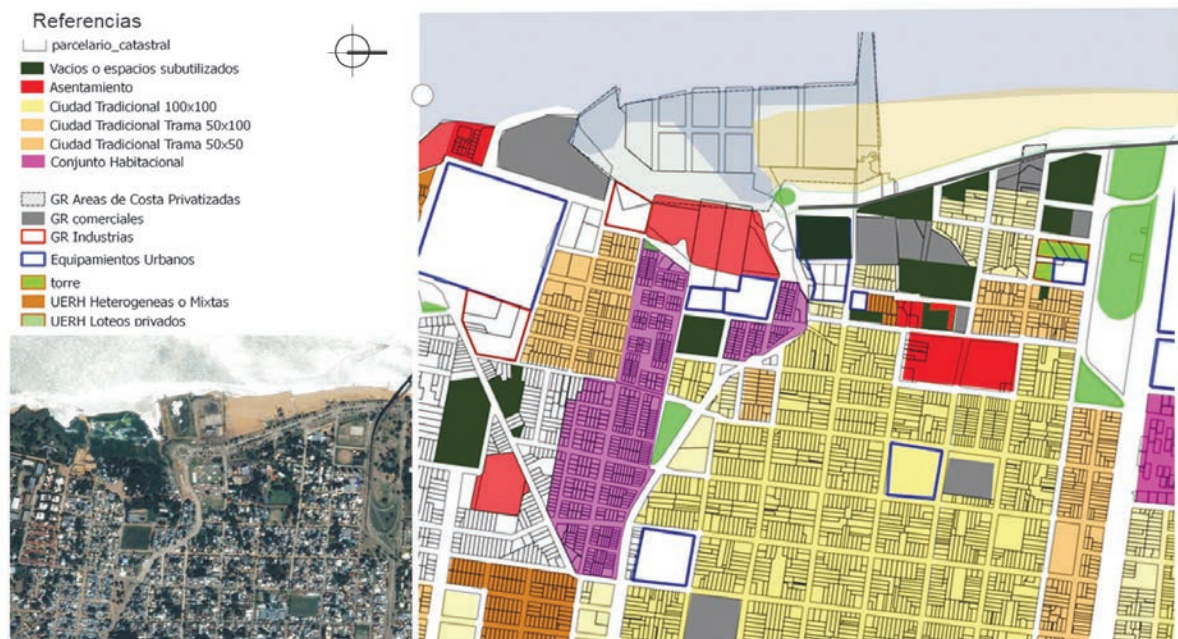 Referencias
parcelario_catastral
Vacios o espacios subutilizados
Asentamiento
Ciudad Tradicional 100x100
Ciudad Tradicional Trama 50x100
Ciudad Tradicional Trama 50x50
Conjunto Habitacional
GR Areas de Costa Privatizadas
GR comerciales
GR Industrias
Equipamientos Urbanos
torre
UERH Heterogeneas o Mixtas
UERH Loteos privados